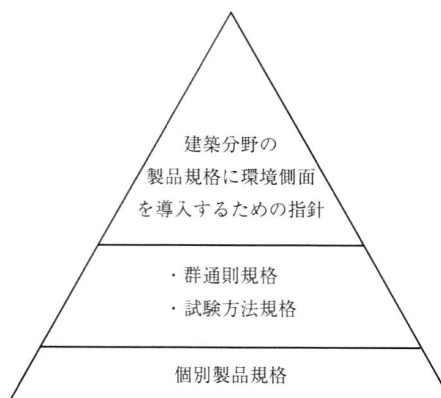 建築分野の
製品規格に環境側面
を導入するための指針
・群通則規格
・試験方法規格
個別製品規格